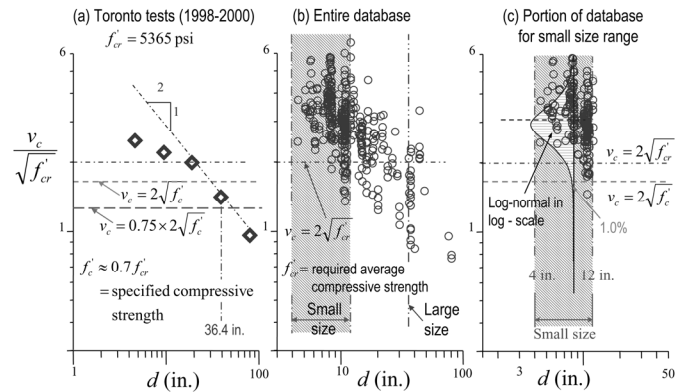 (a) Toronto tests (1998-2000)
f'cr = 5365 psi
6
2
1
vc / √f'cr
vc = 2√f'c
vc = 0.75 × 2√f'c
1
f'c ≈ 0.7f'cr
= specified compressive
strength
36.4 in.
1
100
d (in.)
(b) Entire database
6
1
vc = 2√f'cr
f'cr = required average
compressive strength
Small
size
Large
size
2
10
100
d (in.)
(c) Portion of database
for small size range
6
vc = 2√f'cr
vc = 2√f'c
Log-normal in
log - scale
1.0%
1
4 in.
12 in.
Small size
3
50
d (in.)